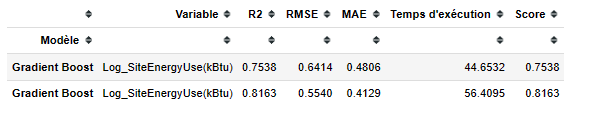 Variable R2 RMSE MAE Temps d'exécution Score
Modèle
Gradient Boost Log_SiteEnergyUse(kBtu) 0.7538 0.6414 0.4806 44.6532 0.7538
Gradient Boost Log_SiteEnergyUse(kBtu) 0.8163 0.5540 0.4129 56.4095 0.8163